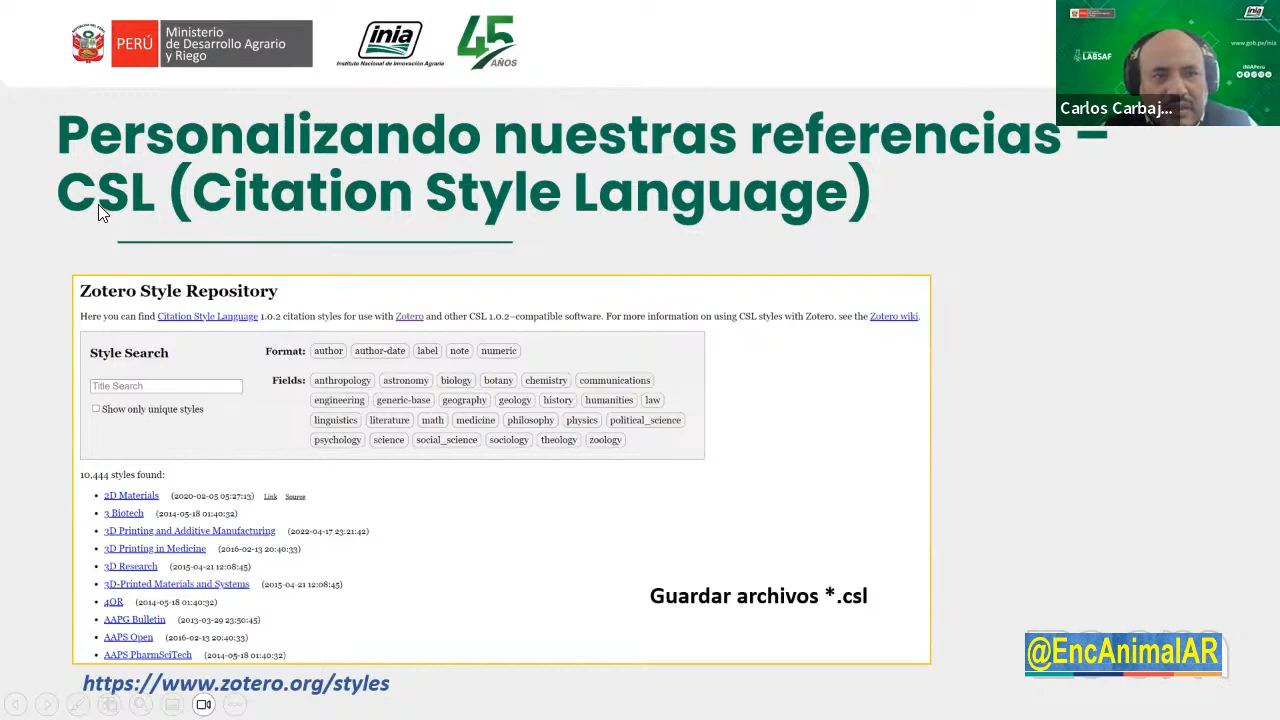 PERÚ
Ministerio
de Desarrollo Agrario
y Riego
inia
Instituto Nacional de Innovación Agraria
45
AÑOS
inia
www.gob.pe/inia
LABSAF
INIAPeru
Carlos Carbaj...
Personalizando nuestras referencias –
CSL (Citation Style Language)
Zotero Style Repository
Here you can find Citation Style Language 1.0.2 citation styles for use with Zotero and other CSL 1.0.2–compatible software. For more information on using CSL styles with Zotero, see the Zotero wiki.
Style Search
Format: author author-date label note numeric
Title Search
Fields: anthropology astronomy biology botany chemistry communications
engineering generic-base geography geology history humanities law
Show only unique styles
linguistics literature math medicine philosophy physics political_science
psychology science social_science sociology theology zoology
10,444 styles found:
• 2D Materials (2020-02-05 05:27:13) Link Source
• 3 Biotech (2014-05-18 01:40:32)
• 3D Printing and Additive Manufacturing (2022-04-17 23:21:42)
• 3D Printing in Medicine (2016-02-13 20:40:33)
• 3D Research (2015-04-21 12:08:45)
• 3D-Printed Materials and Systems (2015-04-21 12:08:45)
• 4OR (2014-05-18 01:40:32)
• AAPG Bulletin (2013-03-29 23:50:45)
• AAPS Open (2016-02-13 20:40:33)
• AAPS PharmSciTech (2014-05-18 01:40:32)
Guardar archivos *.csl
@EncAnimalAR
https://www.zotero.org/styles